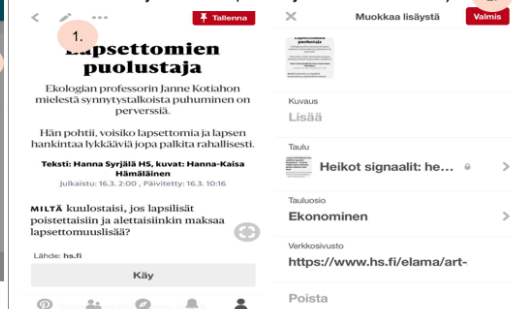 Tallenna
1.
Lapsettomien
puolustaja
Ekologian professorin Janne Kotiahon
mielestä synnytystalkoista puhuminen on
perverssiä.
Hän pohtii, voisiko lapsettomia ja lapsen
hankintaa lykkääviä jopa palkita rahallisesti.
Teksti: Hanna Syrjälä HS, kuvat: Hanna-Kaisa
Hämäläinen
Julkaistu: 16.3. 2:00 , Päivitetty: 16.3. 10:16
MILTÄ kuulostaisi, jos lapsilisät
poistettaisiin ja alettaisiinkin maksaa
lapsettomuuslisää?
Lähde: hs.fi
Käy
Muokkaa lisäystä
Valmis
Kuvaus
Lisää
Taulu
Heikot signaalit: he...
Tauluosio
Ekonominen
Verkkosivusto
https://www.hs.fi/elama/art-
Poista